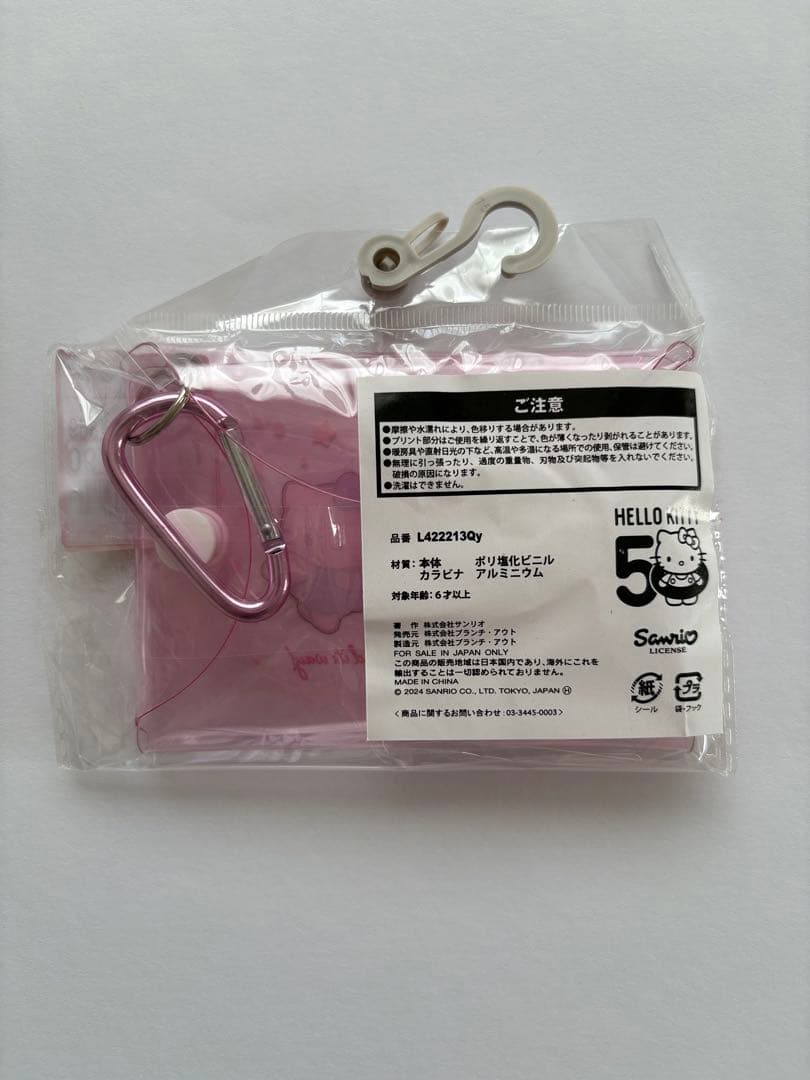 ご注意
●摩擦や水濡れにより、色移りする場合があります。
●プリント部分はご使用を繰り返すことで、色が薄くなったり剥がれることがあります。
●暖房具や直射日光の下など、高温や多湿になる場所での使用、保管は避けてください。
●無理に引っ張ったり、過度の重量物、刃物及び突起物等を入れないでください。
破損の原因になります。
●洗濯はできません。
品番 L422213Qy
材質：本体 ポリ塩化ビニル
カラビナ アルミニウム
対象年齢：6才以上
HELLO KITTY
50
著 作 株式会社サンリオ
発売元 株式会社ブランチ・アウト
製造元 株式会社ブランチ・アウト
FOR SALE IN JAPAN ONLY
この商品の販売地域は日本国内であり、海外にこれを
輸出することは一切認められておりません。
MADE IN CHINA
© 2024 SANRIO CO., LTD. TOKYO, JAPAN Ⓗ
〈商品に関するお問い合わせ：03-3445-0003〉
Sanrio
LICENSE
紙 プラ
シール 袋・フック